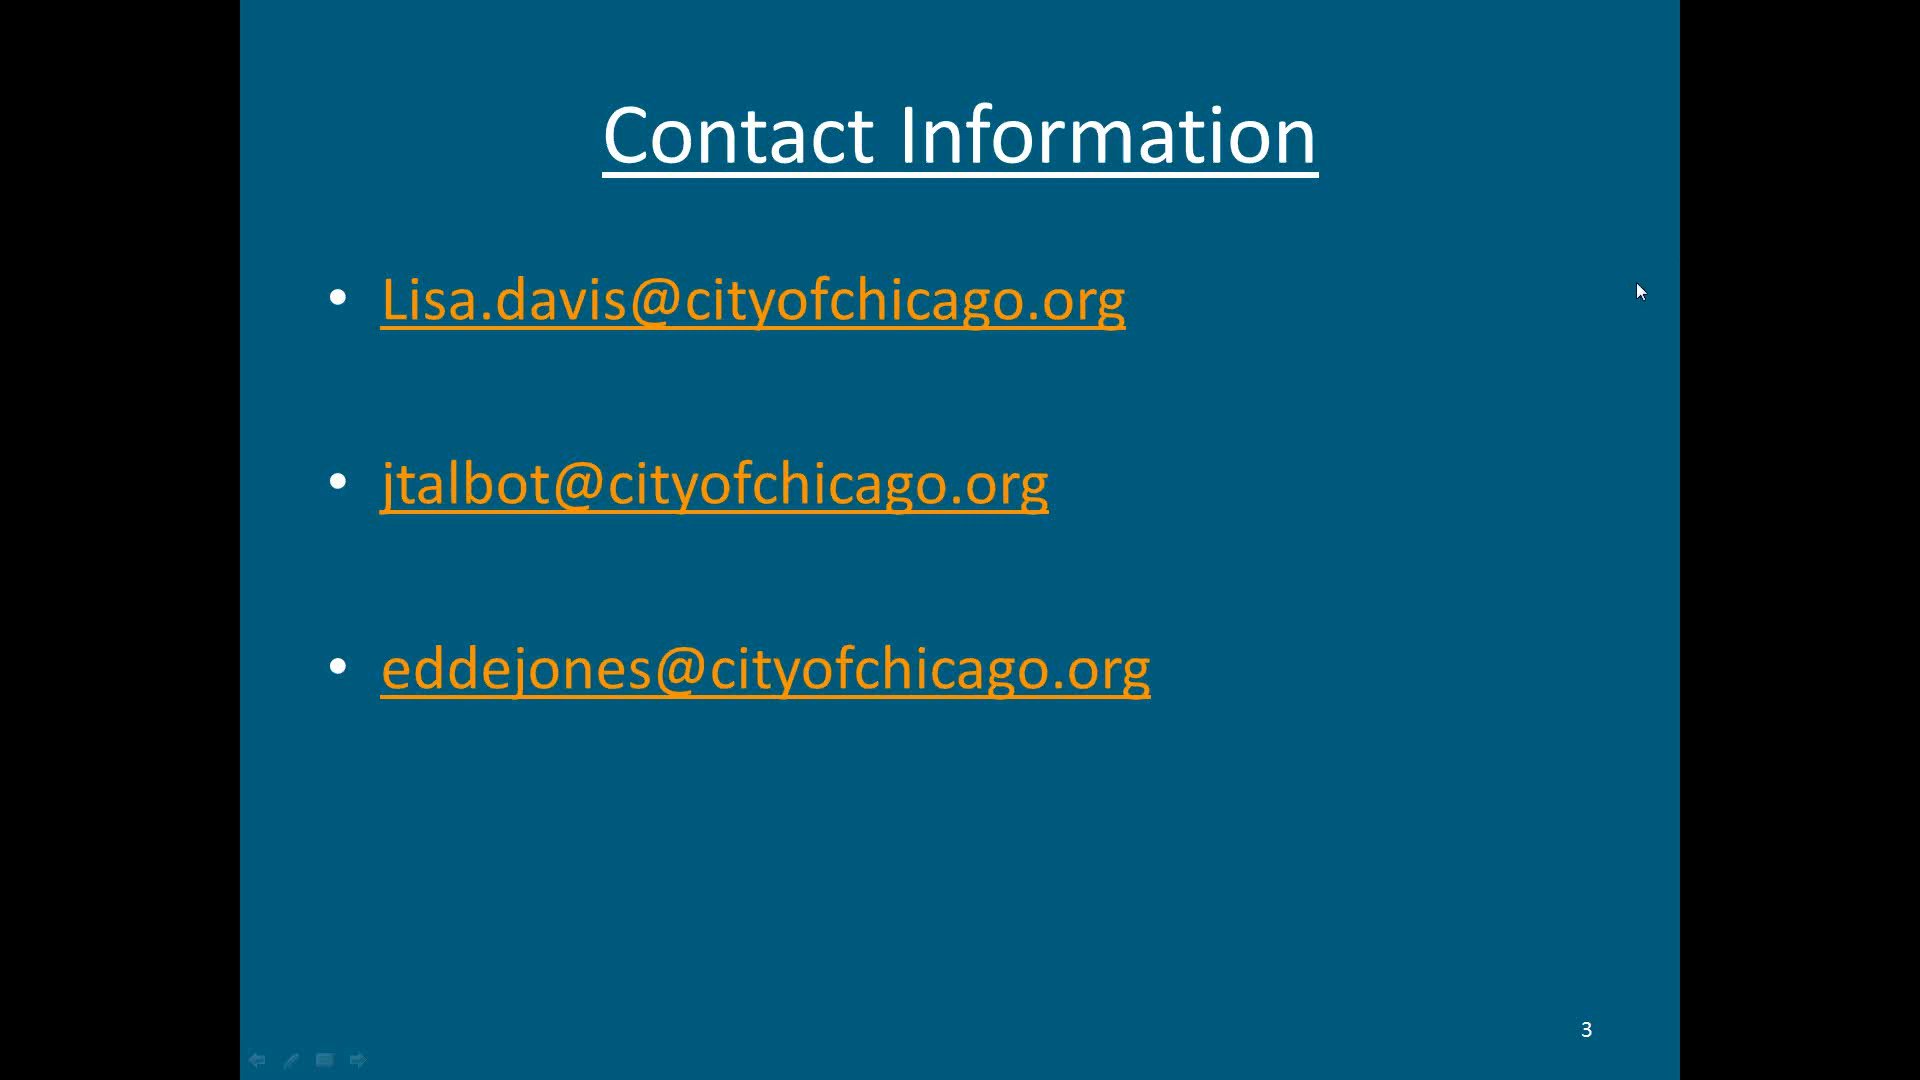 Contact Information
• Lisa.davis@cityofchicago.org
• jtalbot@cityofchicago.org
• eddejones@cityofchicago.org
3